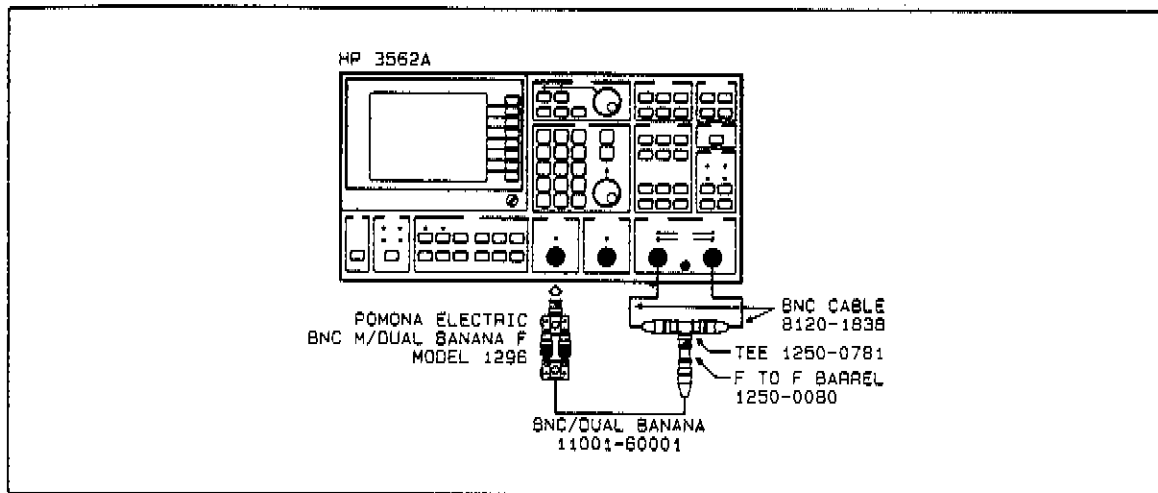 HP 3562A
POMONA ELECTRIC
BNC M/DUAL BANANA F
MODEL 1296
BNC CABLE
8120-1838
TEE 1250-0781
F TO F BARREL
1250-0080
BNC/DUAL BANANA
11001-60001